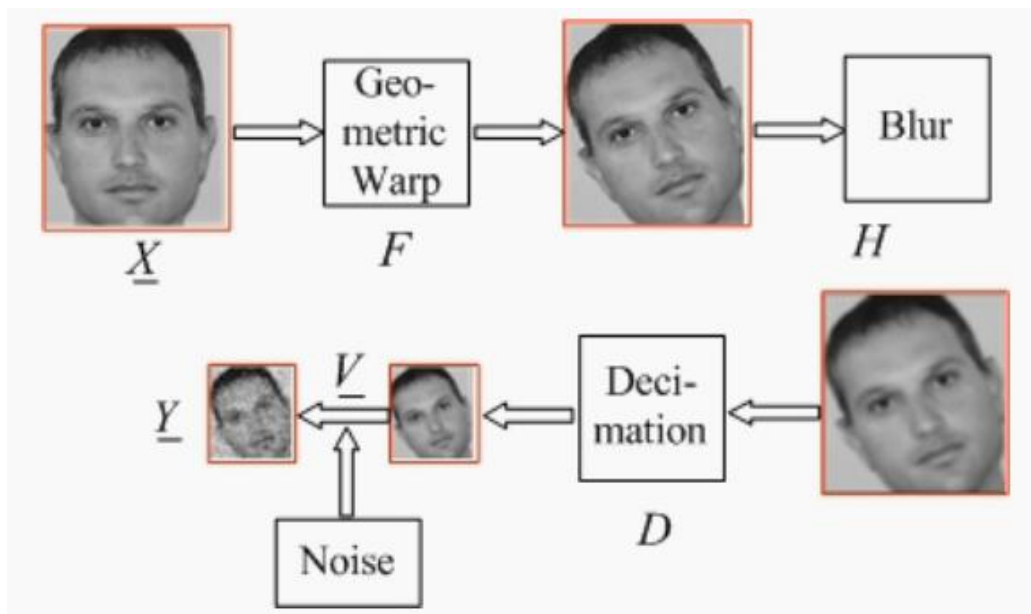 Geo-
metric
Warp
Blur
X
F
H
V
Y
Deci-
mation
D
Noise